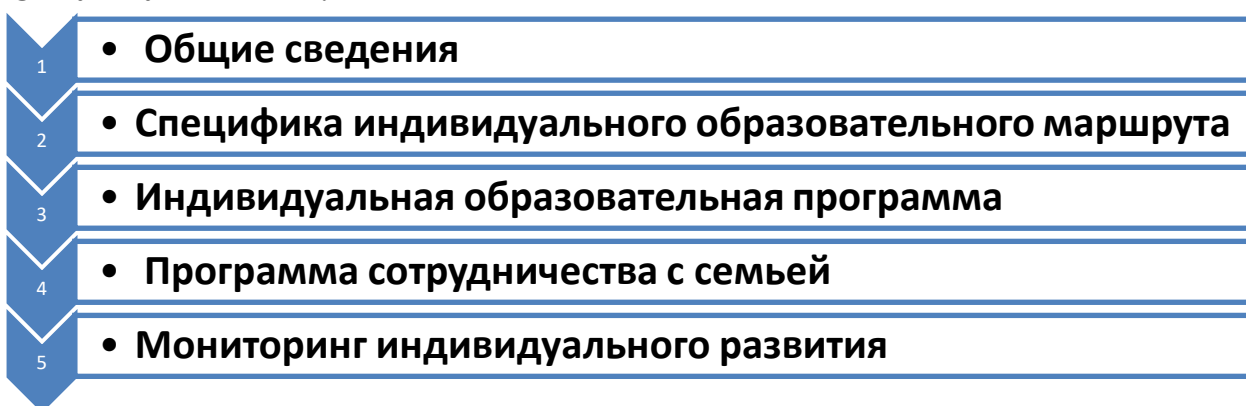 1 • Общие сведения
2 • Специфика индивидуального образовательного маршрута
3 • Индивидуальная образовательная программа
4 • Программа сотрудничества с семьей
5 • Мониторинг индивидуального развития